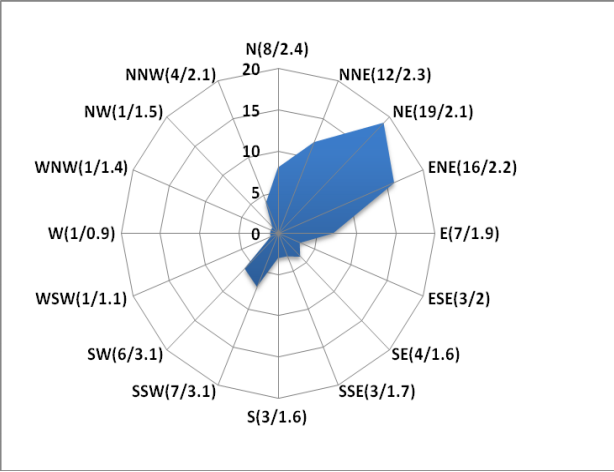 N(8/2.4)
NNE(12/2.3)
NE(19/2.1)
ENE(16/2.2)
E(7/1.9)
ESE(3/2)
SE(4/1.6)
SSE(3/1.7)
S(3/1.6)
SSW(7/3.1)
SW(6/3.1)
WSW(1/1.1)
W(1/0.9)
WNW(1/1.4)
NW(1/1.5)
NNW(4/2.1)
20
15
10
5
0